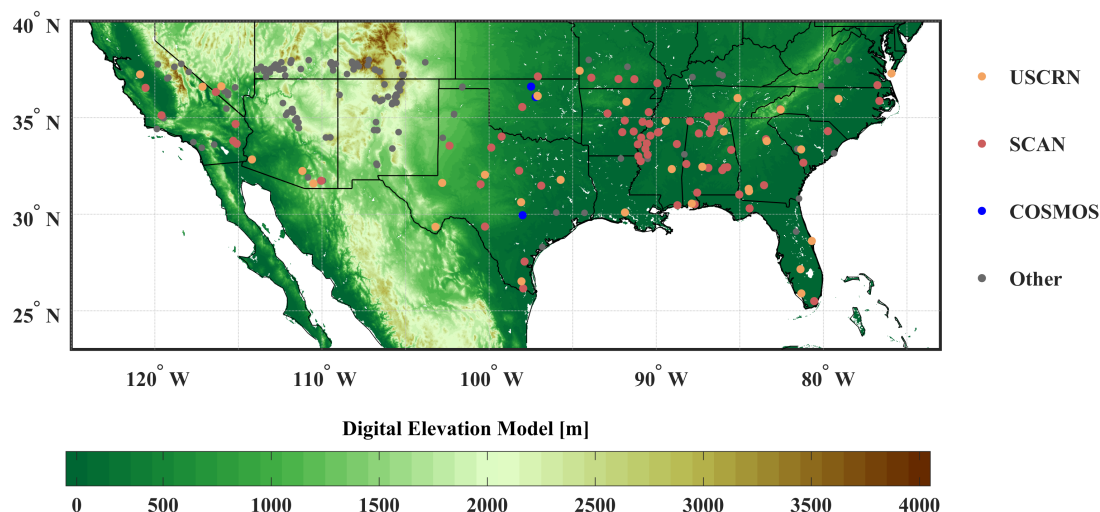 40° N
35° N
30° N
25° N
120° W 110° W 100° W 90° W 80° W
USCRN
SCAN
COSMOS
Other
Digital Elevation Model [m]
0 500 1000 1500 2000 2500 3000 3500 4000